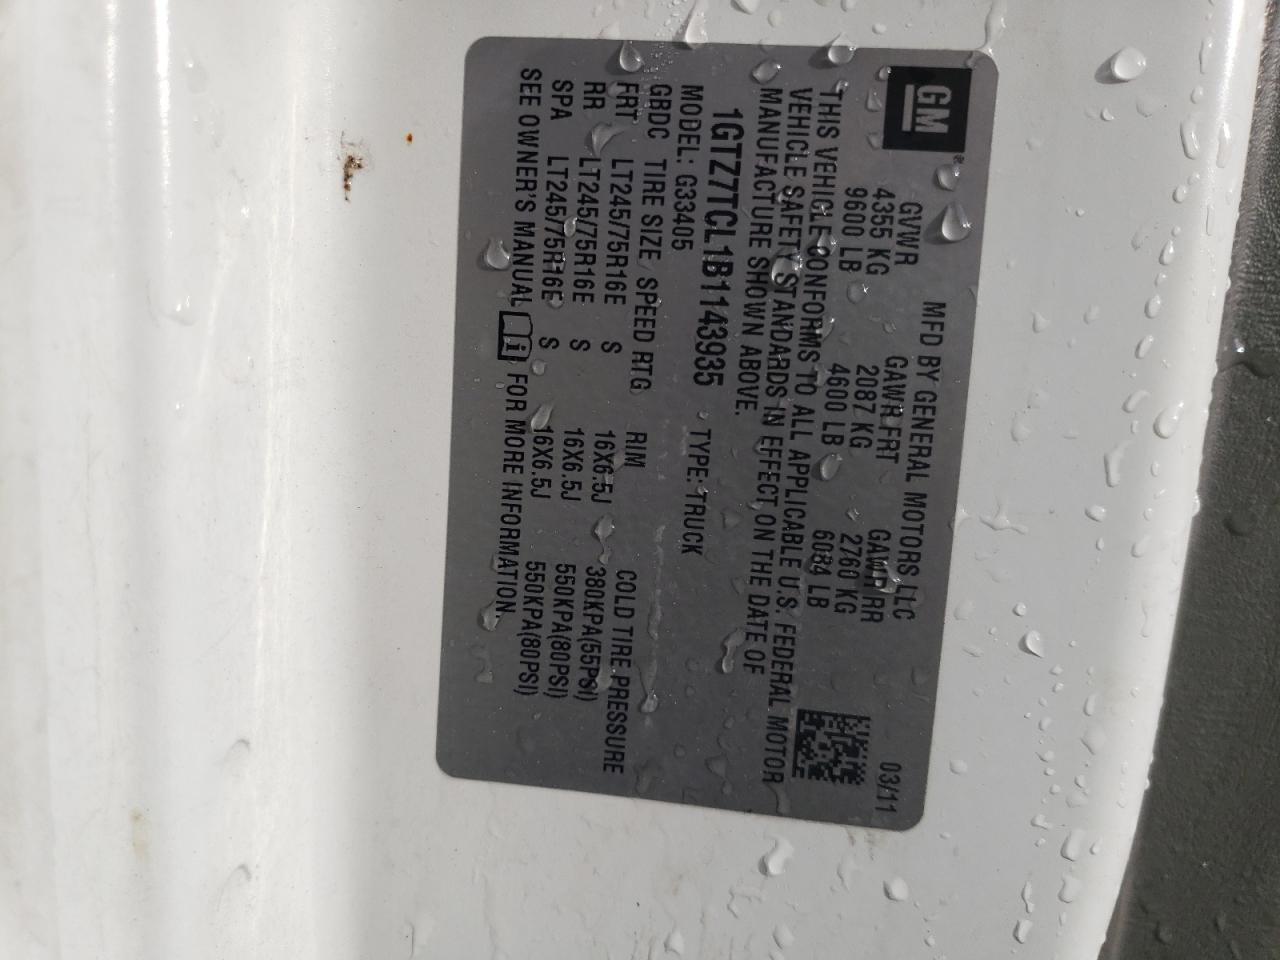 GM
MFD BY GENERAL MOTORS LLC 03/11
GVWR GAWR FRT GAWR RR
4355 KG 2087 KG 2760 KG
9600 LB 4600 LB 6084 LB
THIS VEHICLE CONFORMS TO ALL APPLICABLE U.S. FEDERAL MOTOR
VEHICLE SAFETY STANDARDS IN EFFECT ON THE DATE OF
MANUFACTURE SHOWN ABOVE.
1GTZ7TCL1B1143935 TYPE: TRUCK
MODEL: G33405
GBDC TIRE SIZE SPEED RTG RIM COLD TIRE PRESSURE
FRT LT245/75R16E S 16X6.5J 380KPA(55PSI)
RR LT245/75R16E S 16X6.5J 550KPA(80PSI)
SPA LT245/75R16E S 16X6.5J 550KPA(80PSI)
SEE OWNER'S MANUAL i FOR MORE INFORMATION.